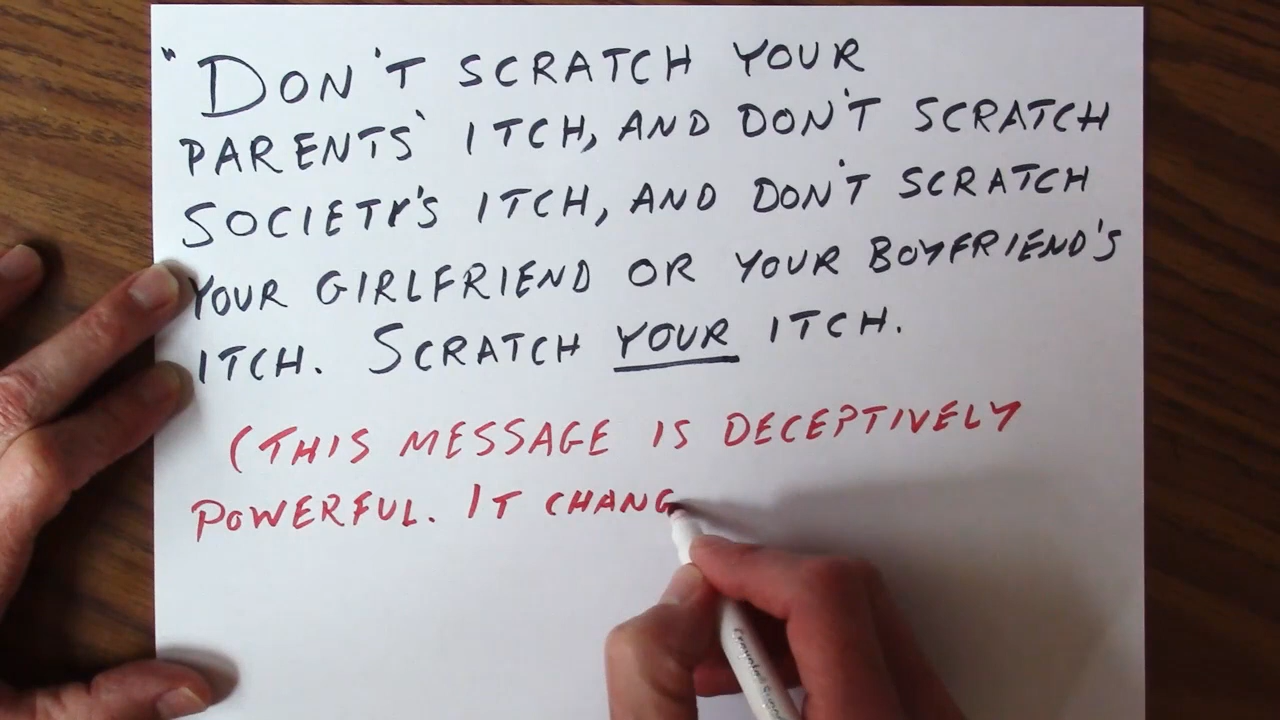 "DON'T SCRATCH YOUR
PARENTS' ITCH, AND DON'T SCRATCH
SOCIETY'S ITCH, AND DON'T SCRATCH
YOUR GIRLFRIEND OR YOUR BOYFRIEND'S
ITCH. SCRATCH YOUR ITCH.
(THIS MESSAGE IS DECEPTIVELY
POWERFUL. IT CHANG
Crayola